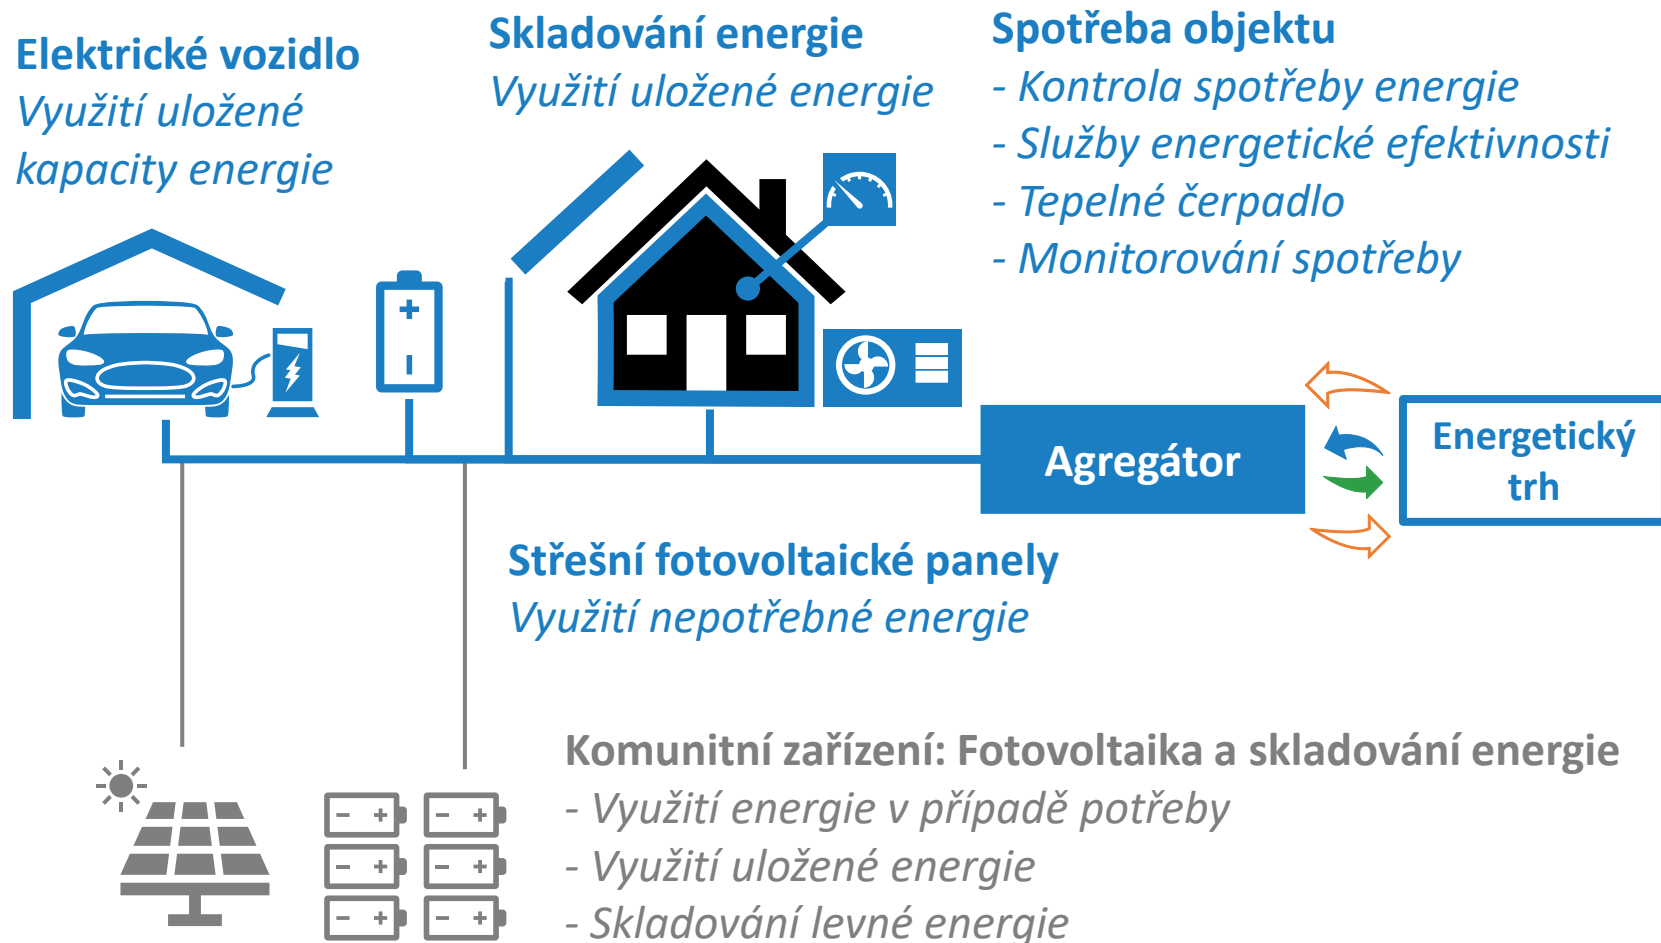 Elektrické vozidlo
Využití uložené
kapacity energie
Skladování energie
Využití uložené energie
Spotřeba objektu
- Kontrola spotřeby energie
- Služby energetické efektivnosti
- Tepelné čerpadlo
- Monitorování spotřeby
Agregátor
Energetický
trh
Střešní fotovoltaické panely
Využití nepotřebné energie
Komunitní zařízení: Fotovoltaika a skladování energie
- Využití energie v případě potřeby
- Využití uložené energie
- Skladování levné energie